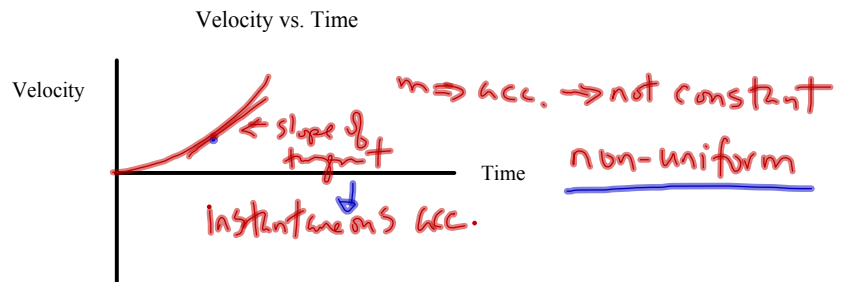 Velocity vs. Time
Velocity
m ⇒ acc. → not constant
← slope of
tangent
Time
non-uniform
instantaneous acc.